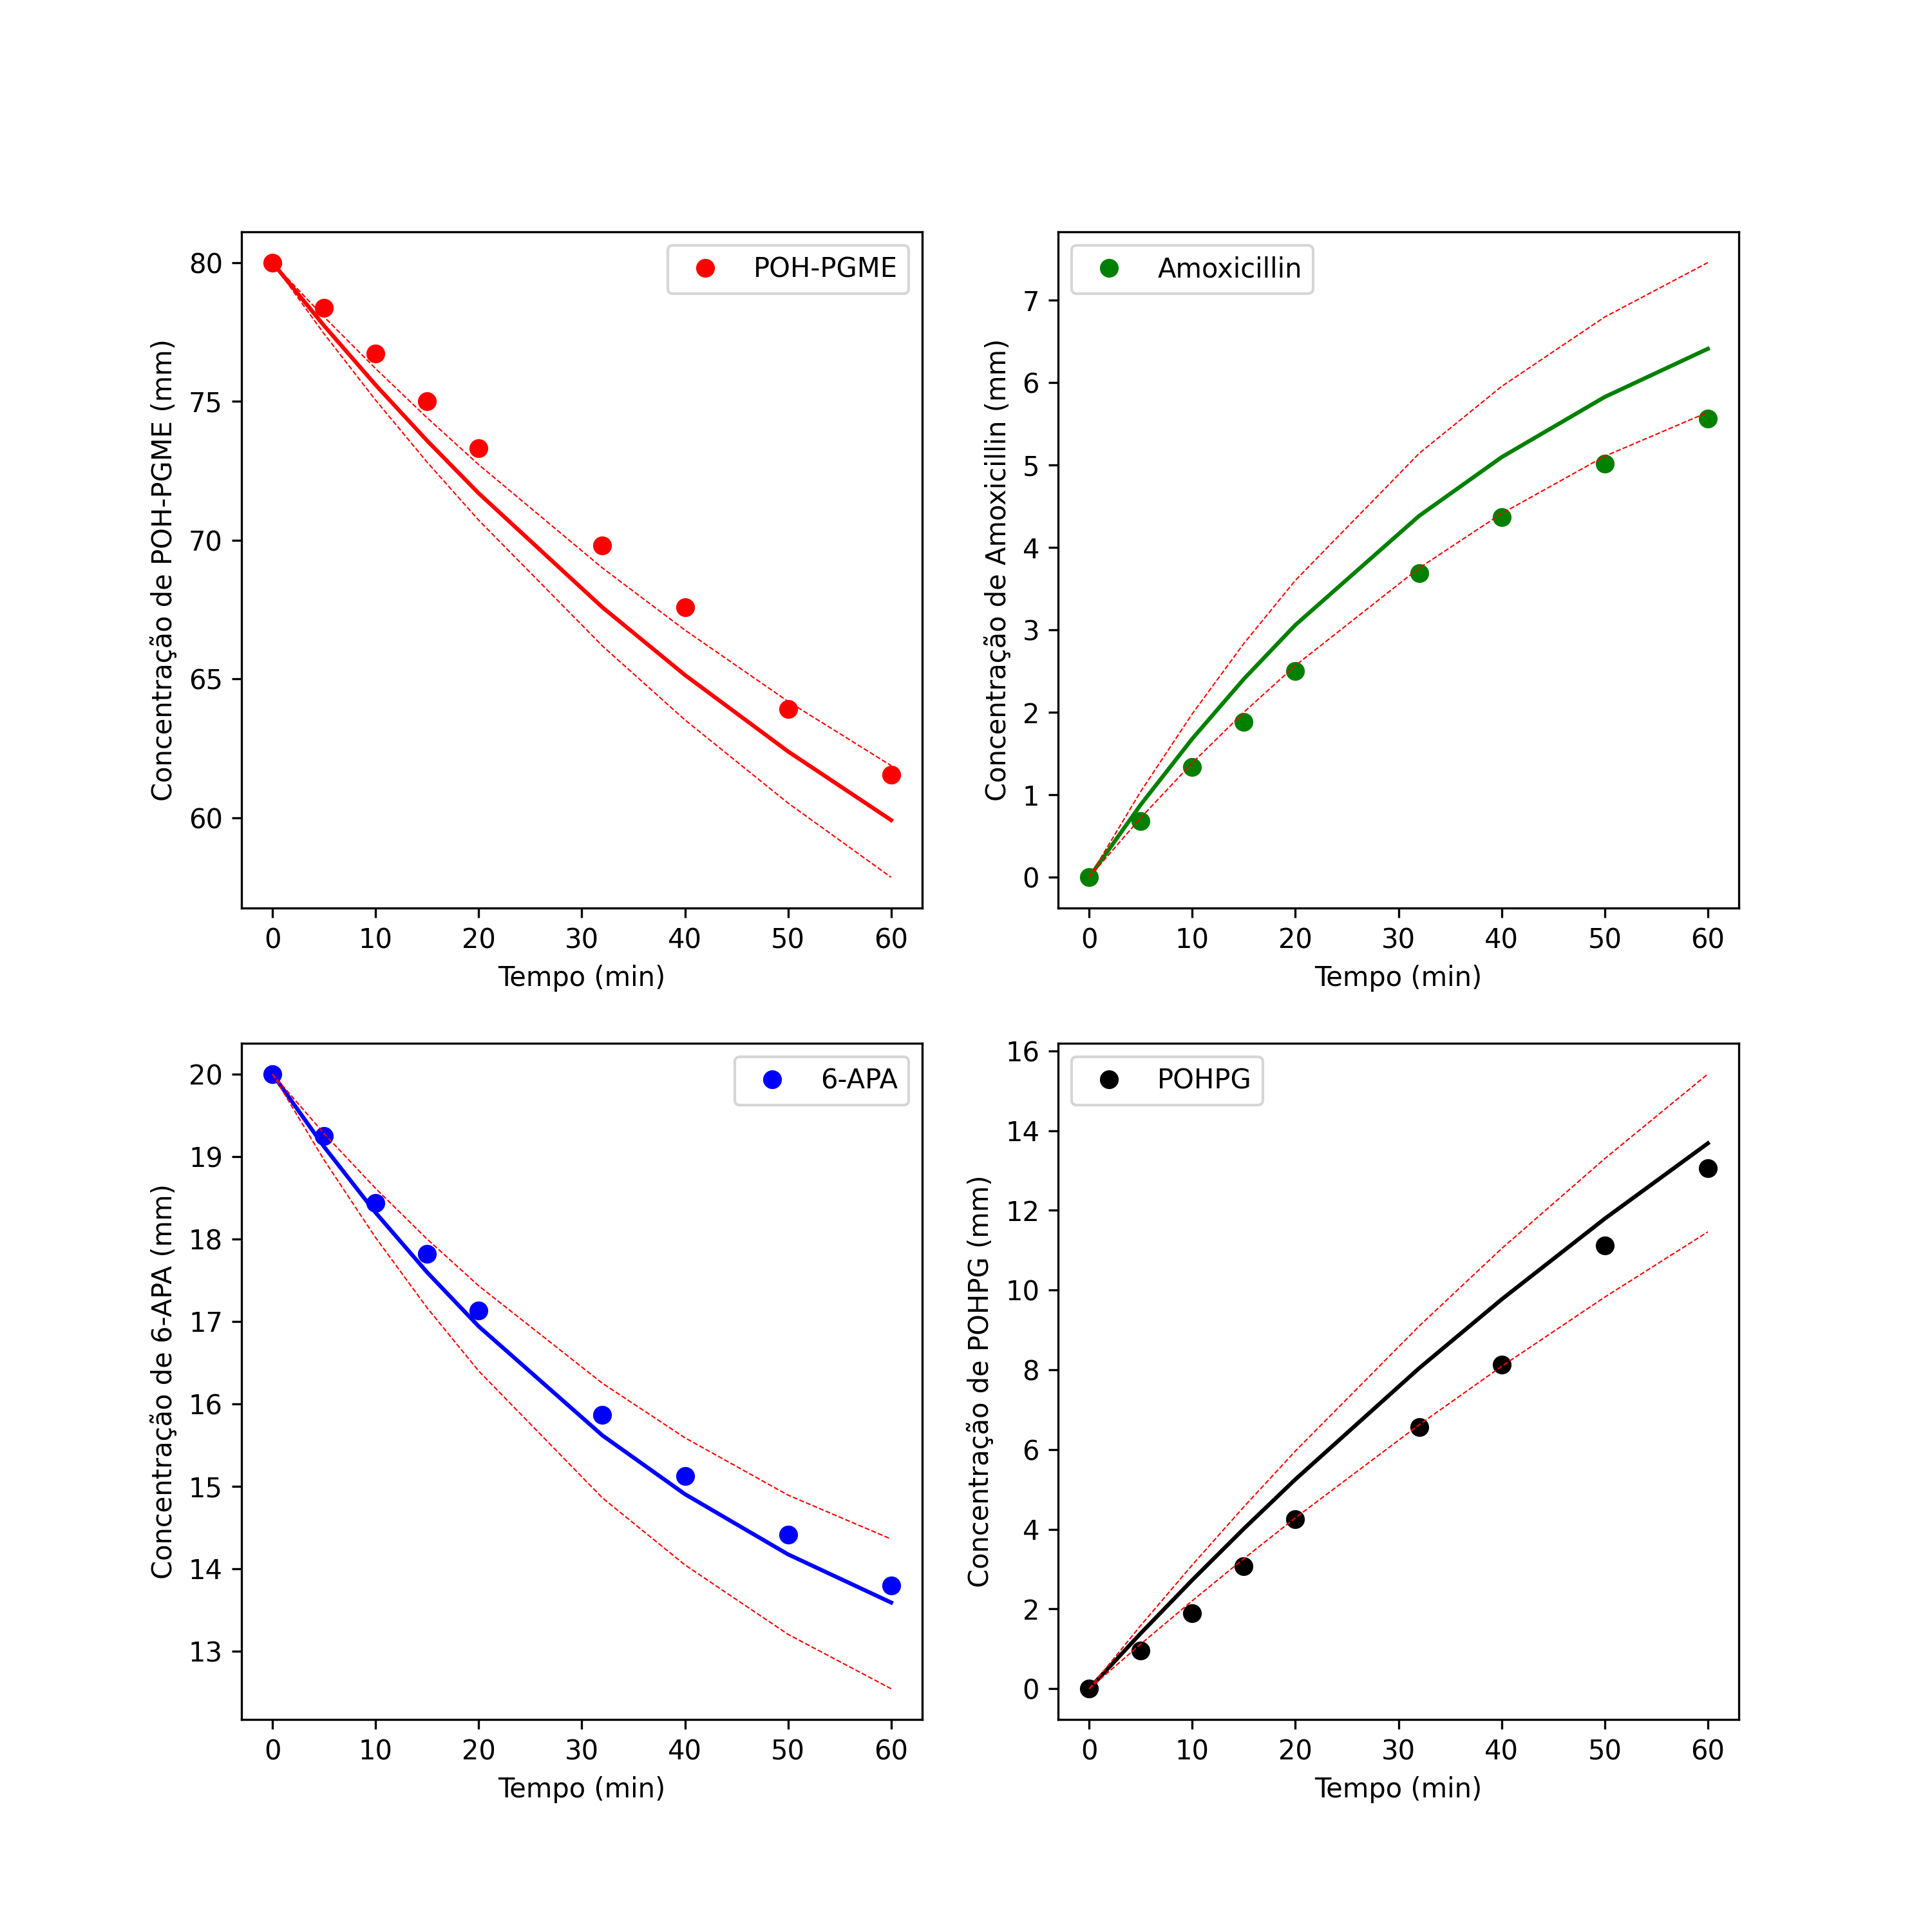 POH-PGME
Concentração de POH-PGME (mm)
80
75
70
65
60
0 10 20 30 40 50 60
Tempo (min)
Amoxicillin
Concentração de Amoxicillin (mm)
7
6
5
4
3
2
1
0
0 10 20 30 40 50 60
Tempo (min)
6-APA
Concentração de 6-APA (mm)
20
19
18
17
16
15
14
13
0 10 20 30 40 50 60
Tempo (min)
POHPG
Concentração de POHPG (mm)
16
14
12
10
8
6
4
2
0
0 10 20 30 40 50 60
Tempo (min)